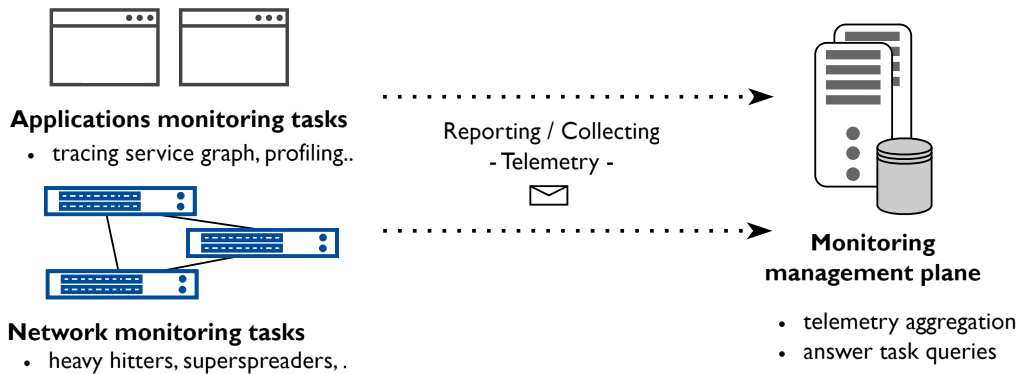 Applications monitoring tasks
• tracing service graph, profiling..
Reporting / Collecting
- Telemetry -
Network monitoring tasks
• heavy hitters, superspreaders, .
Monitoring
management plane
• telemetry aggregation
• answer task queries